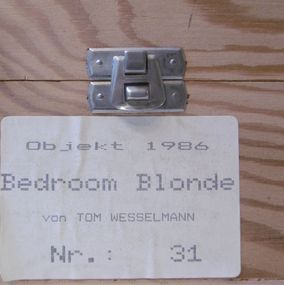 Objekt 1986
Bedroom Blonde
von TOM WESSELMANN
Nr.: 31